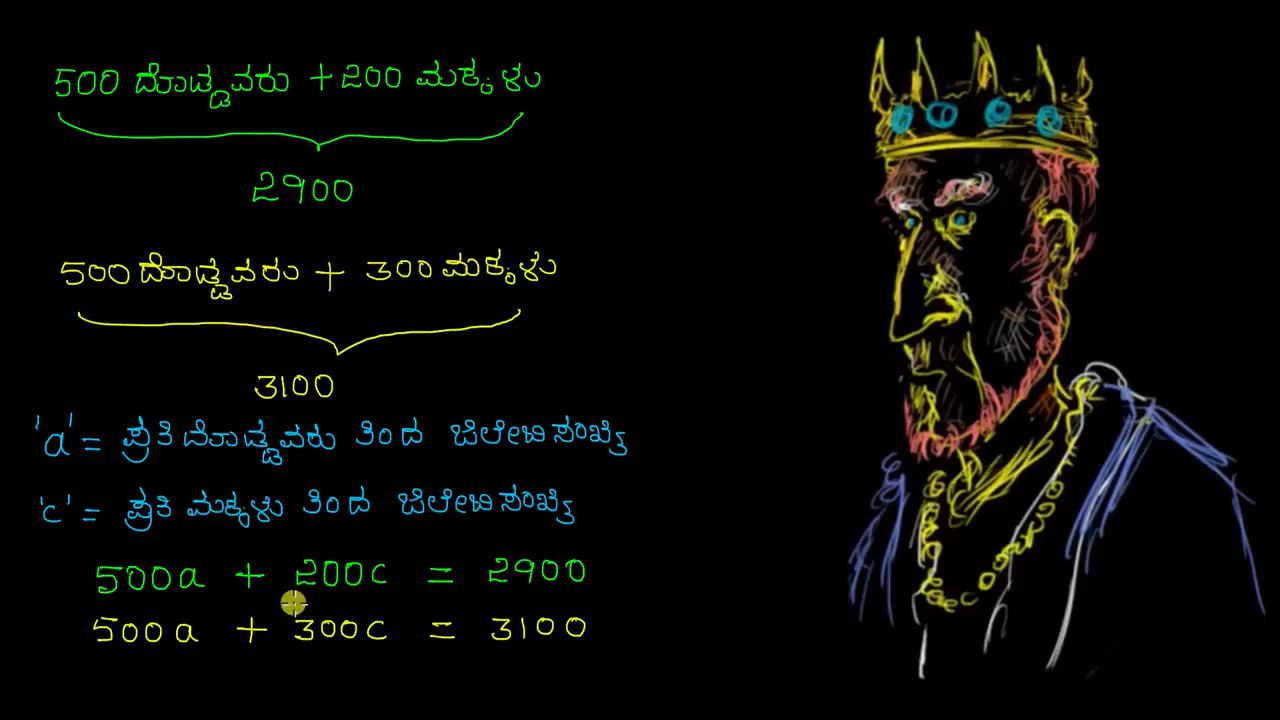 500 ದೊಡ್ಡವರು + 200 ಮಕ್ಕಳು
2900
500 ದೊಡ್ಡವರು + 300 ಮಕ್ಕಳು
3100
'a' = ಪ್ರತಿ ದೊಡ್ಡವರು ತಿಂದ ಚಿಲೇಬಿ ಸಂಖ್ಯೆ
'c' = ಪ್ರತಿ ಮಕ್ಕಳು ತಿಂದ ಚಿಲೇಬಿ ಸಂಖ್ಯೆ
500a + 200c = 2900
500a + 300c = 3100